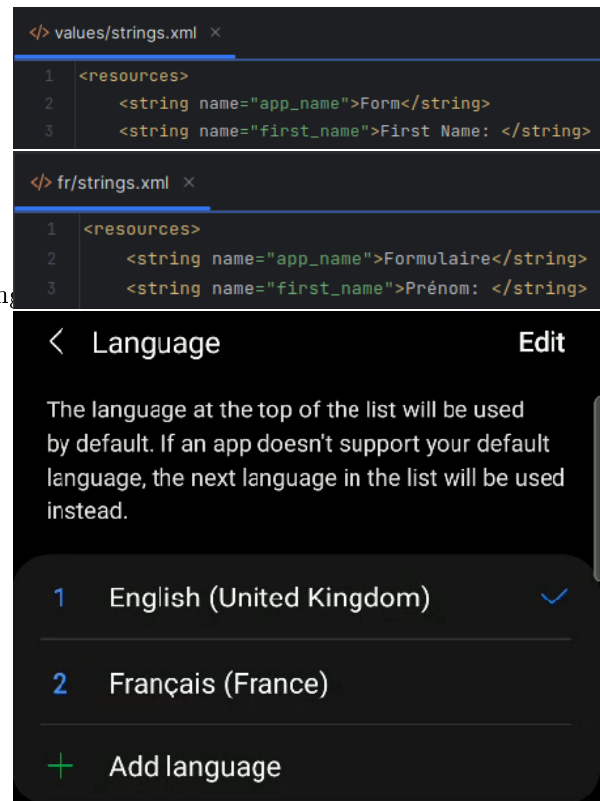 </> values/strings.xml ×
1 <resources>
2 <string name="app_name">Form</string>
3 <string name="first_name">First Name: </string>
</> fr/strings.xml ×
1 <resources>
2 <string name="app_name">Formulaire</string>
3 <string name="first_name">Prénom: </string>
Language Edit
The language at the top of the list will be used
by default. If an app doesn't support your default
language, the next language in the list will be used
instead.
1 English (United Kingdom)
2 Français (France)
+ Add language